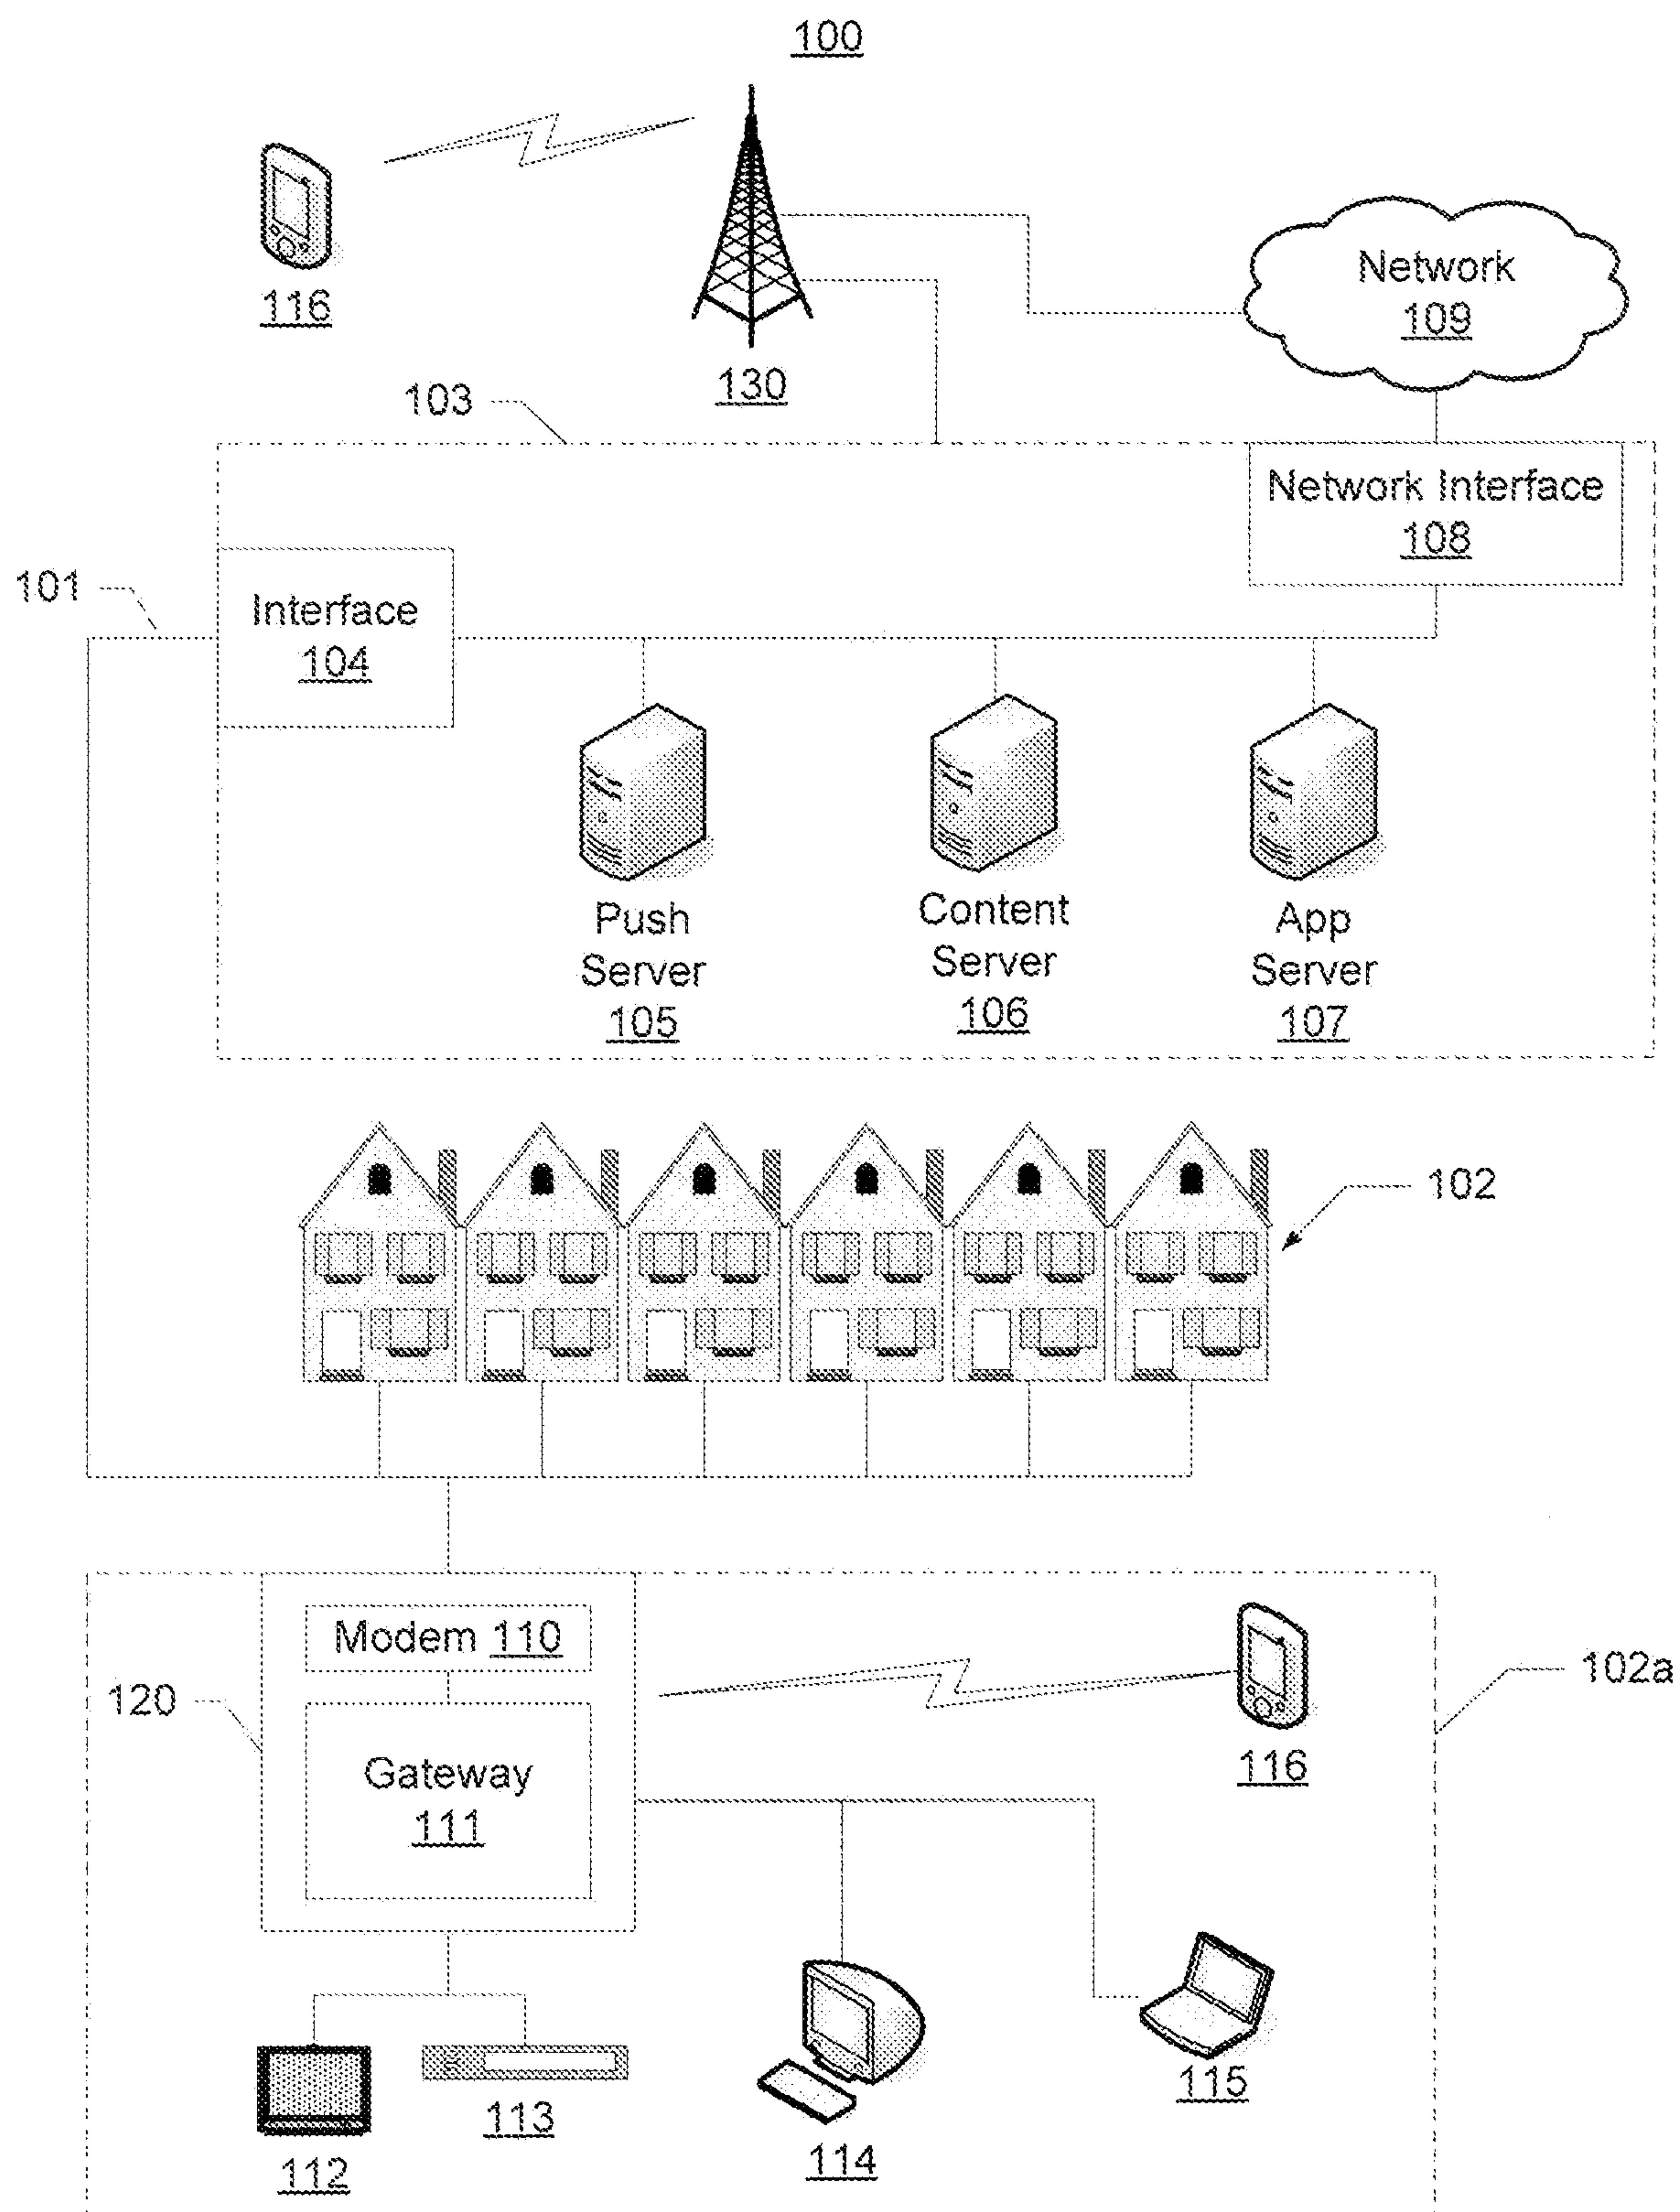 100
116
130
Network
109
103
Network Interface
108
101
Interface
104
Push
Server
105
Content
Server
106
App
Server
107
102
Modem 110
120
Gateway
111
116
102a
112
113
114
115